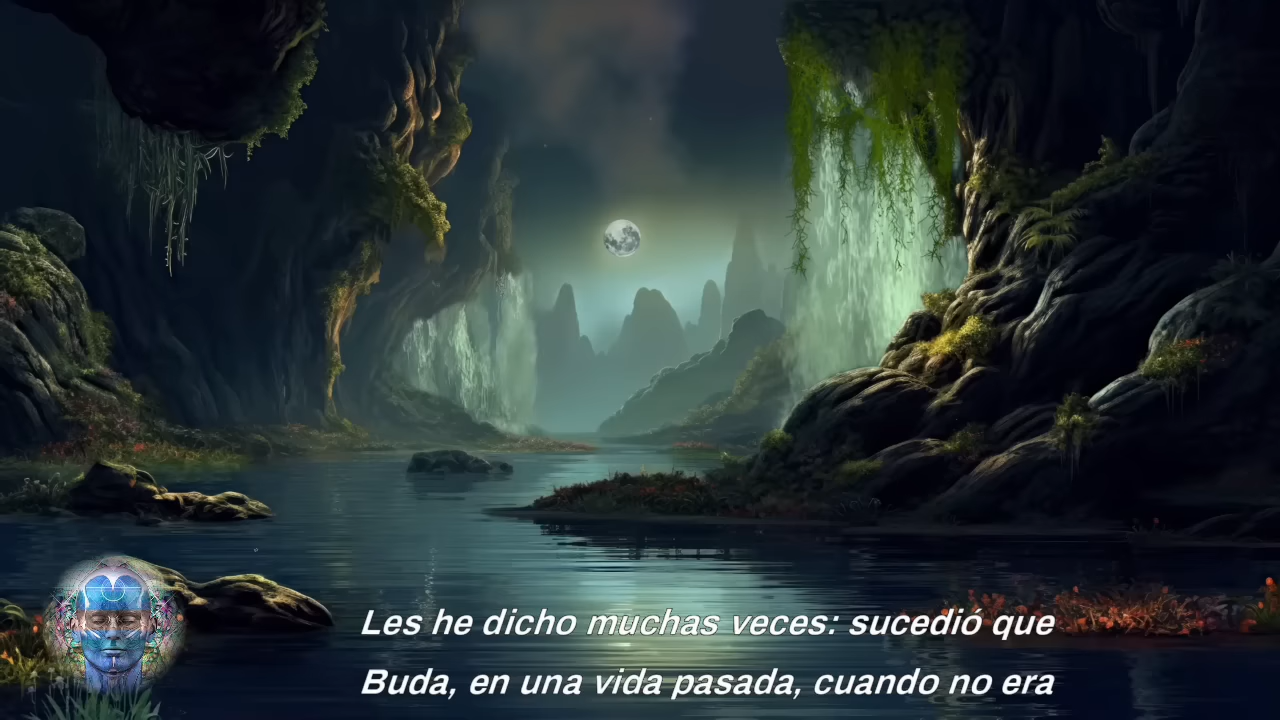 Les he dicho muchas veces: sucedió que
Buda, en una vida pasada, cuando no era